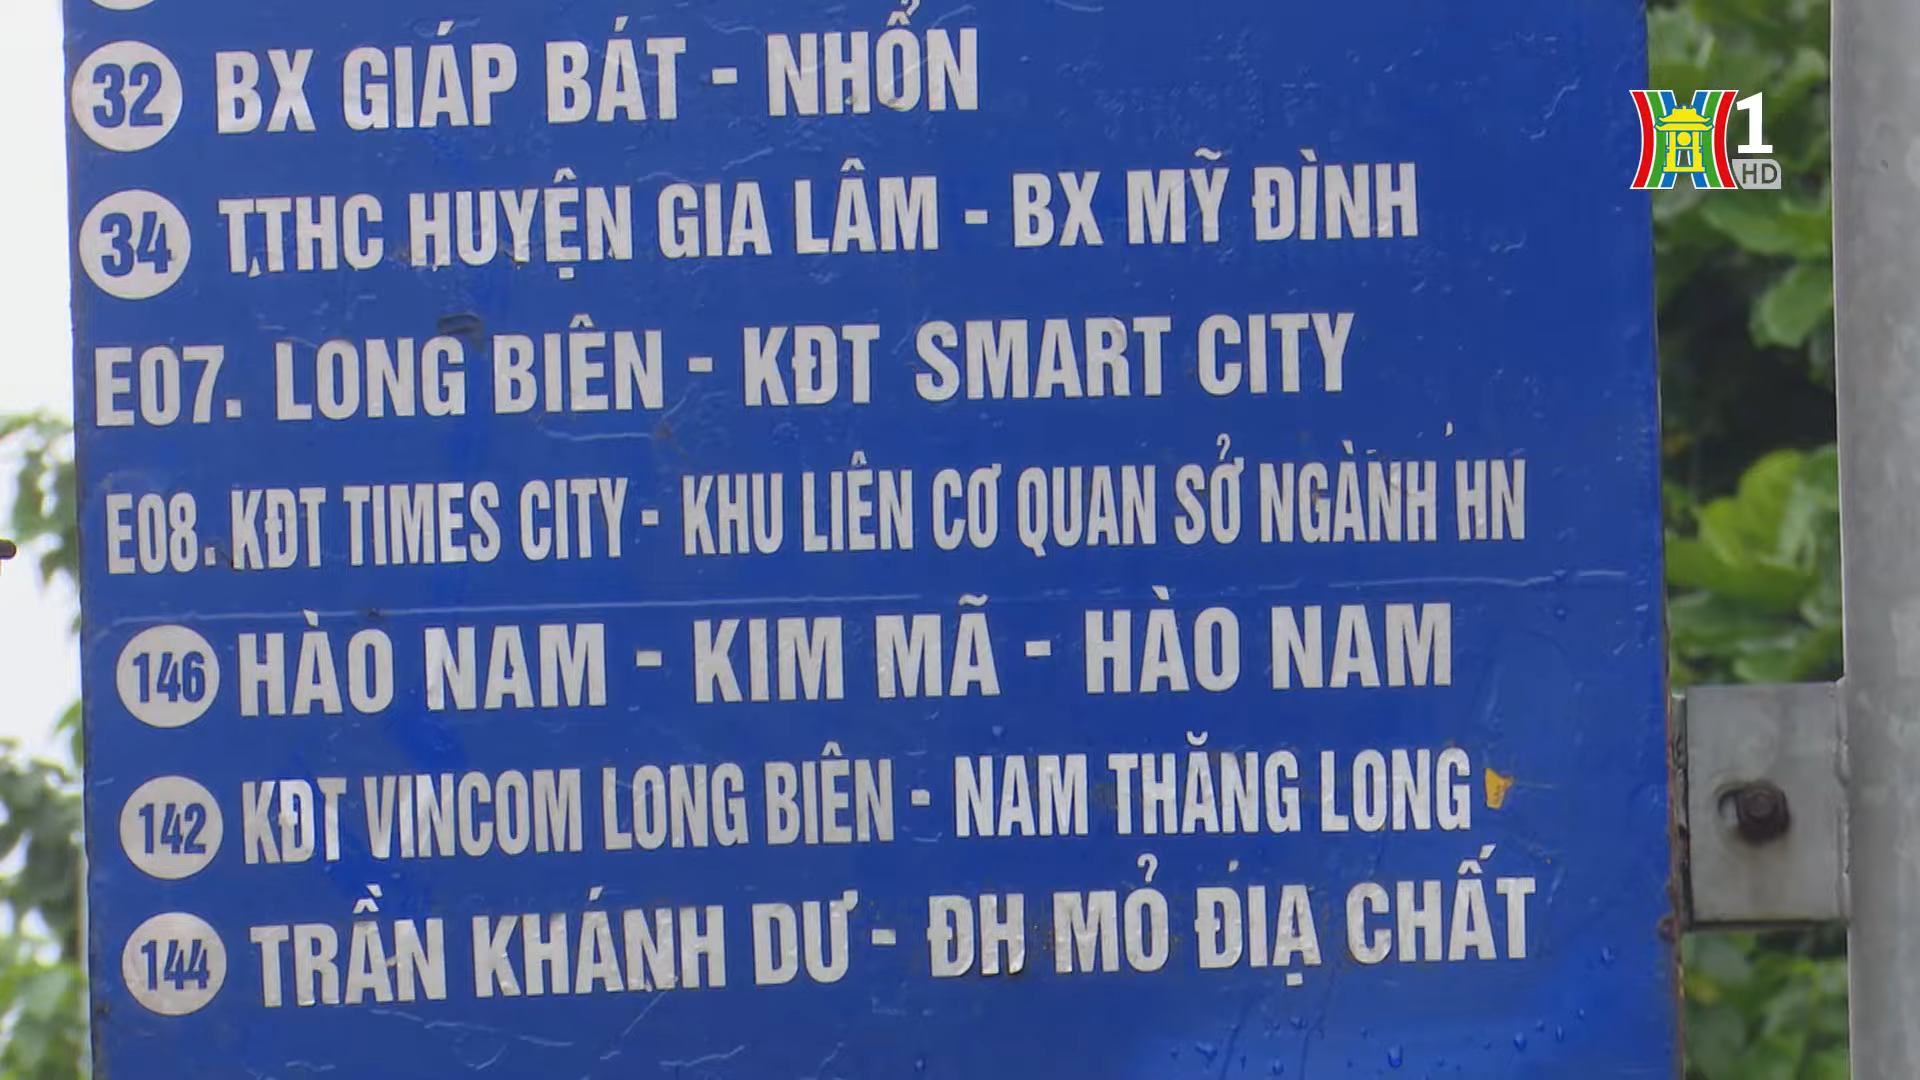 32 BX GIÁP BÁT - NHỔN
1
HD
34 TTHC HUYỆN GIA LÂM - BX MỸ ĐÌNH
E07. LONG BIÊN - KĐT SMART CITY
E08. KĐT TIMES CITY - KHU LIÊN CƠ QUAN SỞ NGÀNH HN
146 HÀO NAM - KIM MÃ - HÀO NAM
142 KĐT VINCOM LONG BIÊN - NAM THĂNG LONG
144 TRẦN KHÁNH DƯ - ĐH MỎ ĐỊA CHẤT